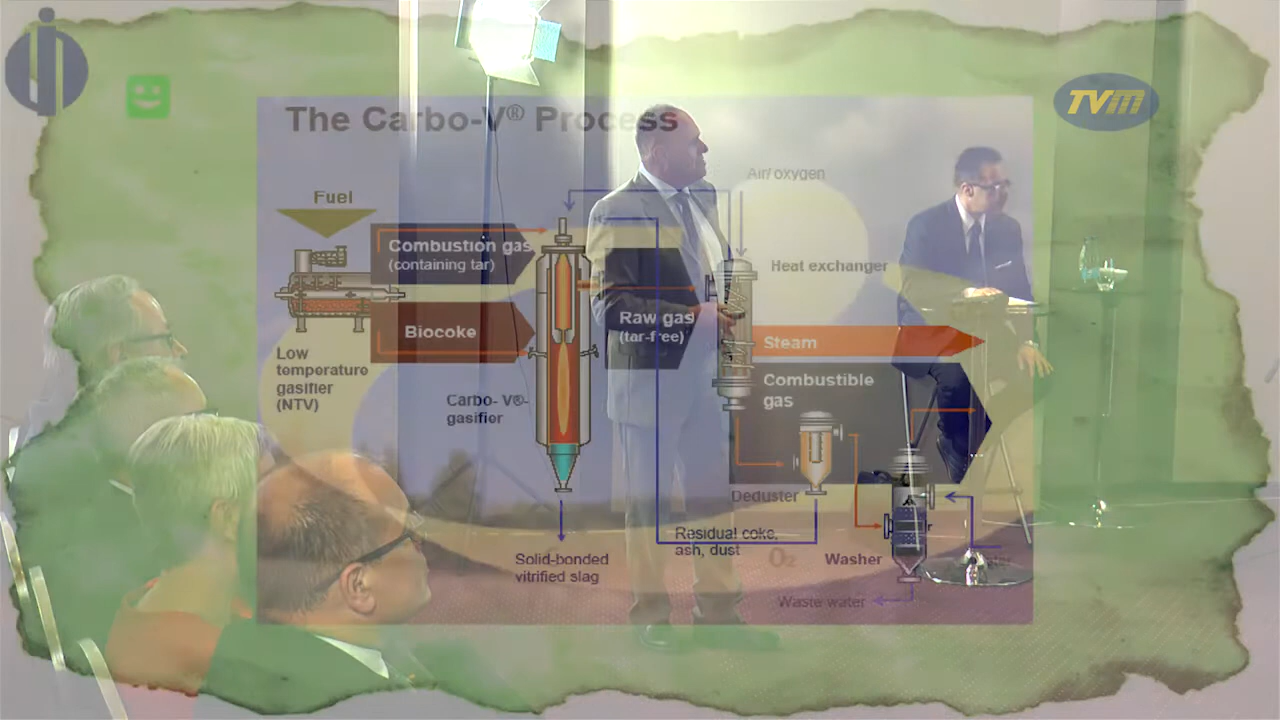 TVM
The Carbo-V® Process
Air/oxygen
Fuel
Combustion gas
(containing tar)
Heat exchanger
Raw gas
(tar-free)
Biocoke
Steam
Low
temperature
gasifier
(NTV)
Combustible
gas
Carbo- V®-
gasifier
Deduster
Residual coke,
ash, dust
O₂
Washer
Solid-bonded
vitrified slag
Waste water